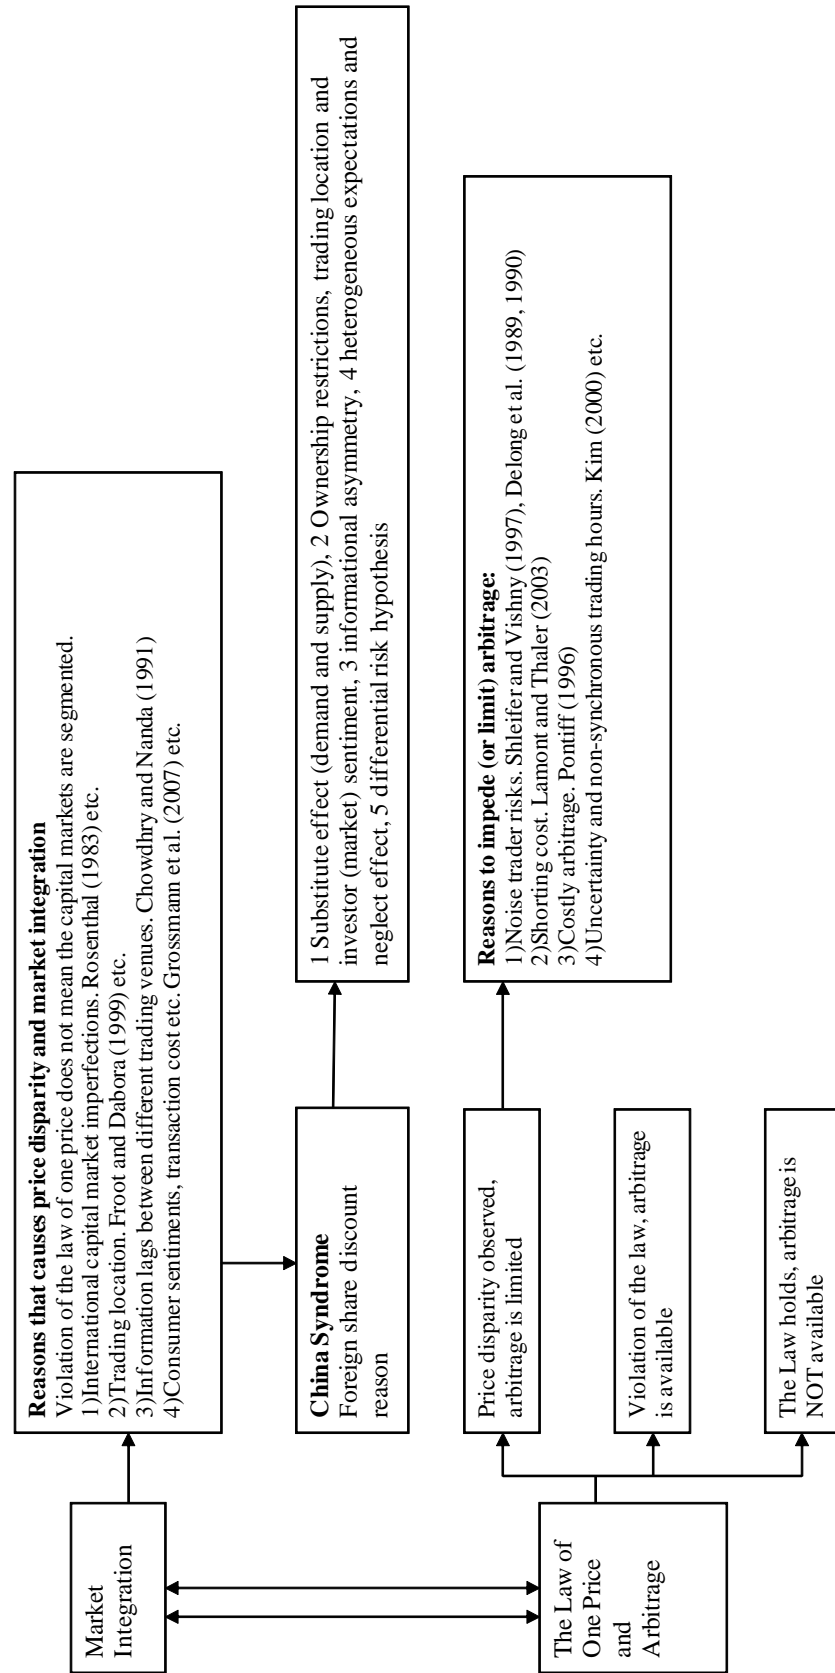 Market
Integration
Reasons that causes price disparity and market integration
Violation of the law of one price does not mean the capital markets are segmented.
1)International capital market imperfections. Rosenthal (1983) etc.
2)Trading location. Froot and Dabora (1999) etc.
3)Information lags between different trading venues. Chowdhry and Nanda (1991)
4)Consumer sentiments, transaction cost etc. Grossmann et al. (2007) etc.
China Syndrome
Foreign share discount
reason
1 Substitute effect (demand and supply), 2 Ownership restrictions, trading location and
investor (market) sentiment, 3 informational asymmetry, 4 heterogeneous expectations and
neglect effect, 5 differential risk hypothesis
The Law of
One Price
and
Arbitrage
Price disparity observed,
arbitrage is limited
Reasons to impede (or limit) arbitrage:
1)Noise trader risks. Shleifer and Vishny (1997), Delong et al. (1989, 1990)
2)Shorting cost. Lamont and Thaler (2003)
3)Costly arbitrage. Pontiff (1996)
4)Uncertainty and non-synchronous trading hours. Kim (2000) etc.
Violation of the law, arbitrage
is available
The Law holds, arbitrage is
NOT available